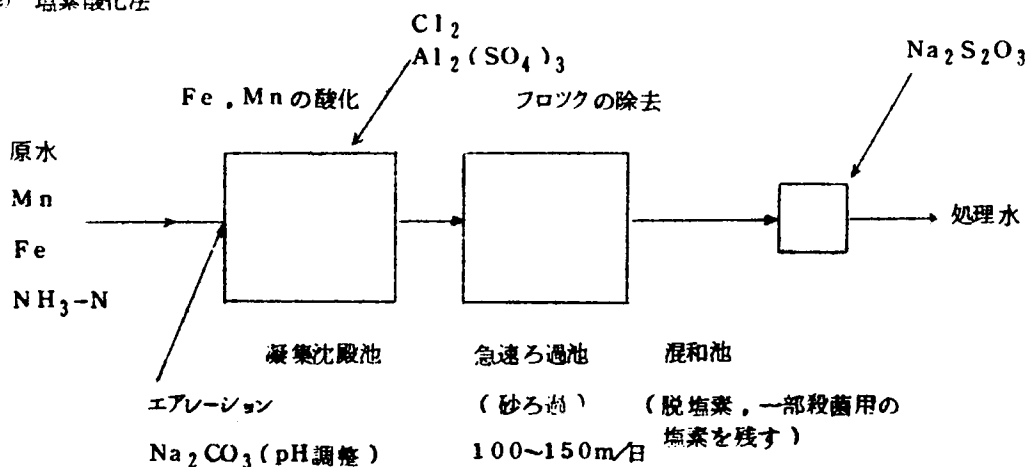 塩素酸化法
Cl₂
Al₂(SO₄)₃
Na₂S₂O₃
Fe，Mnの酸化
フロツクの除去
原水
Mn
Fe
NH₃-N
処理水
凝集沈殿池
急速ろ過池
混和池
エアレーション
(砂ろ過)
(脱塩素，一部殺菌用の
塩素を残す)
Na₂CO₃(pH調整)
100~150m/日